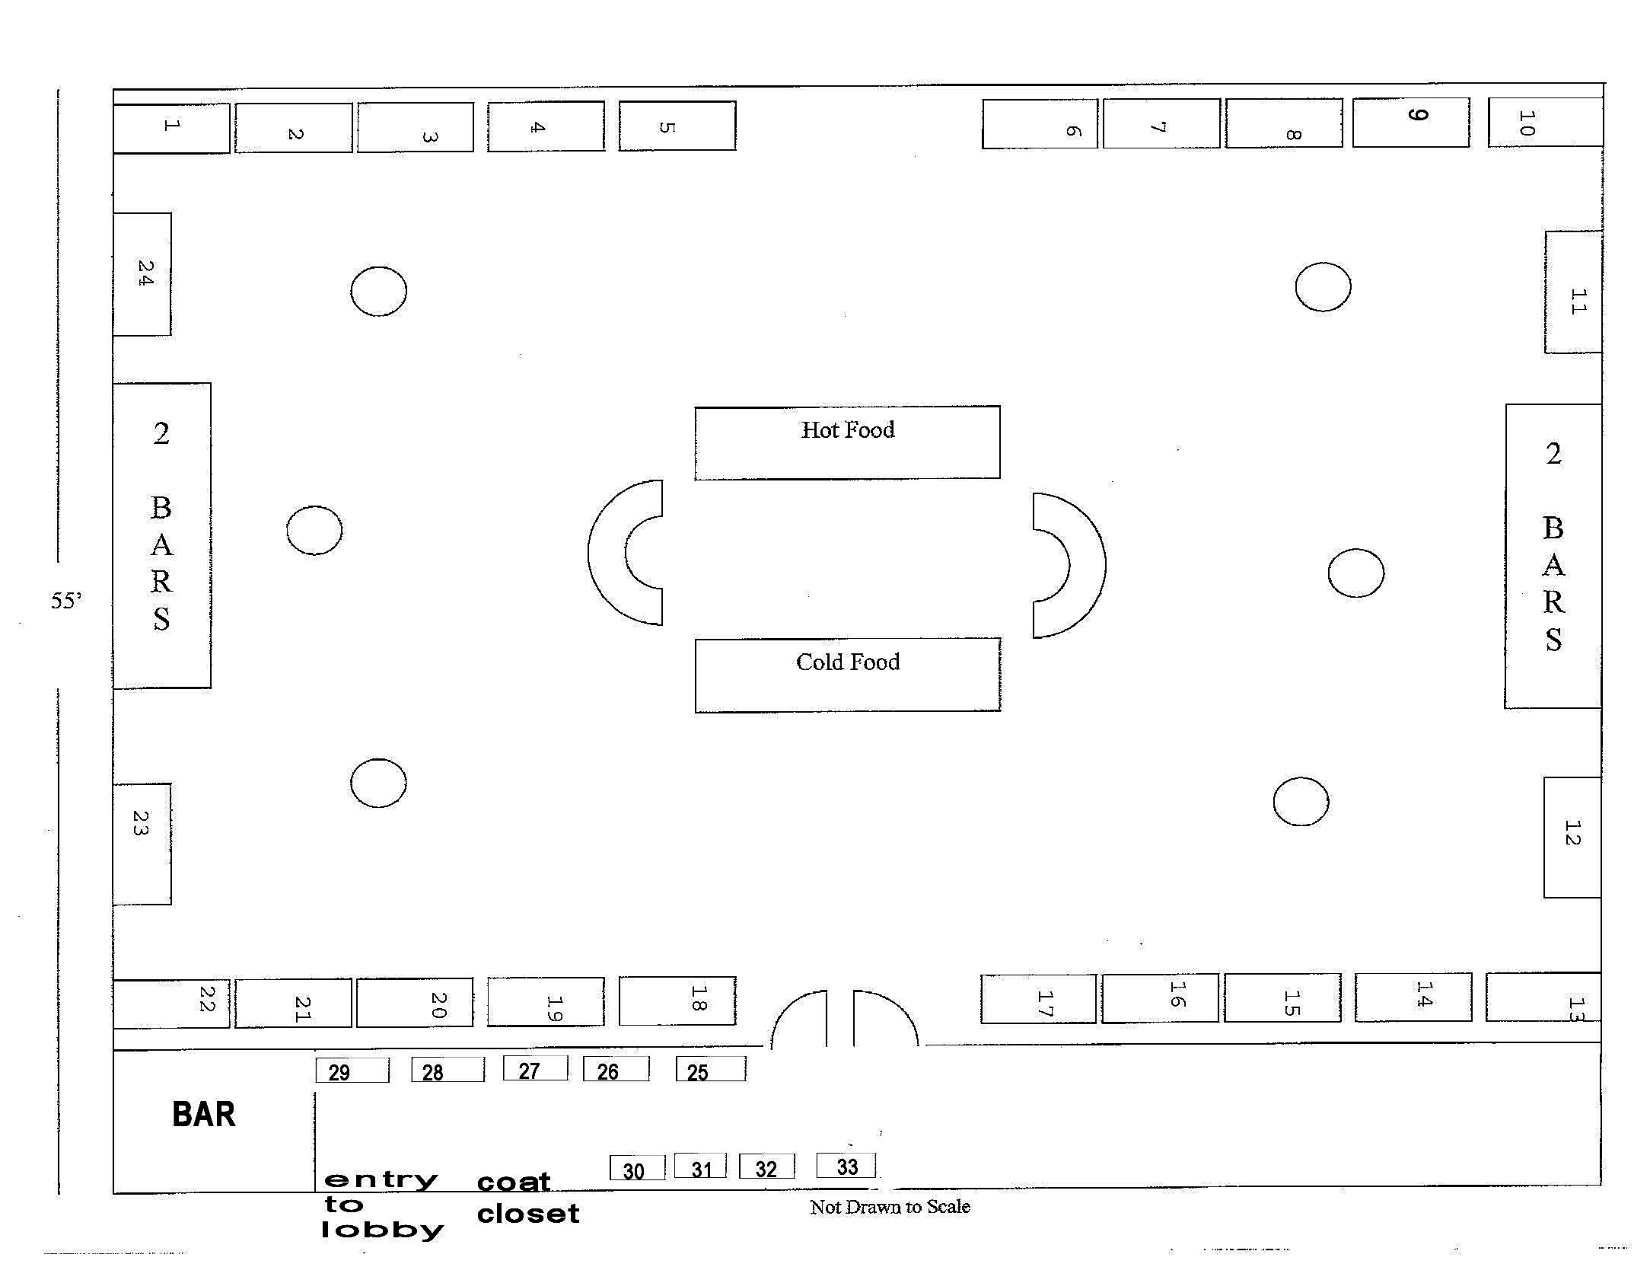 1 2 3 4 5 6 7 8 9 10
24
11
2
BARS
2
BARS
Hot Food
Cold Food
55'
23
12
22 21 20 19 18 17 16 15 14 13
29 28 27 26 25
BAR
30 31 32 33
entry
to
lobby
coat
closet
Not Drawn to Scale